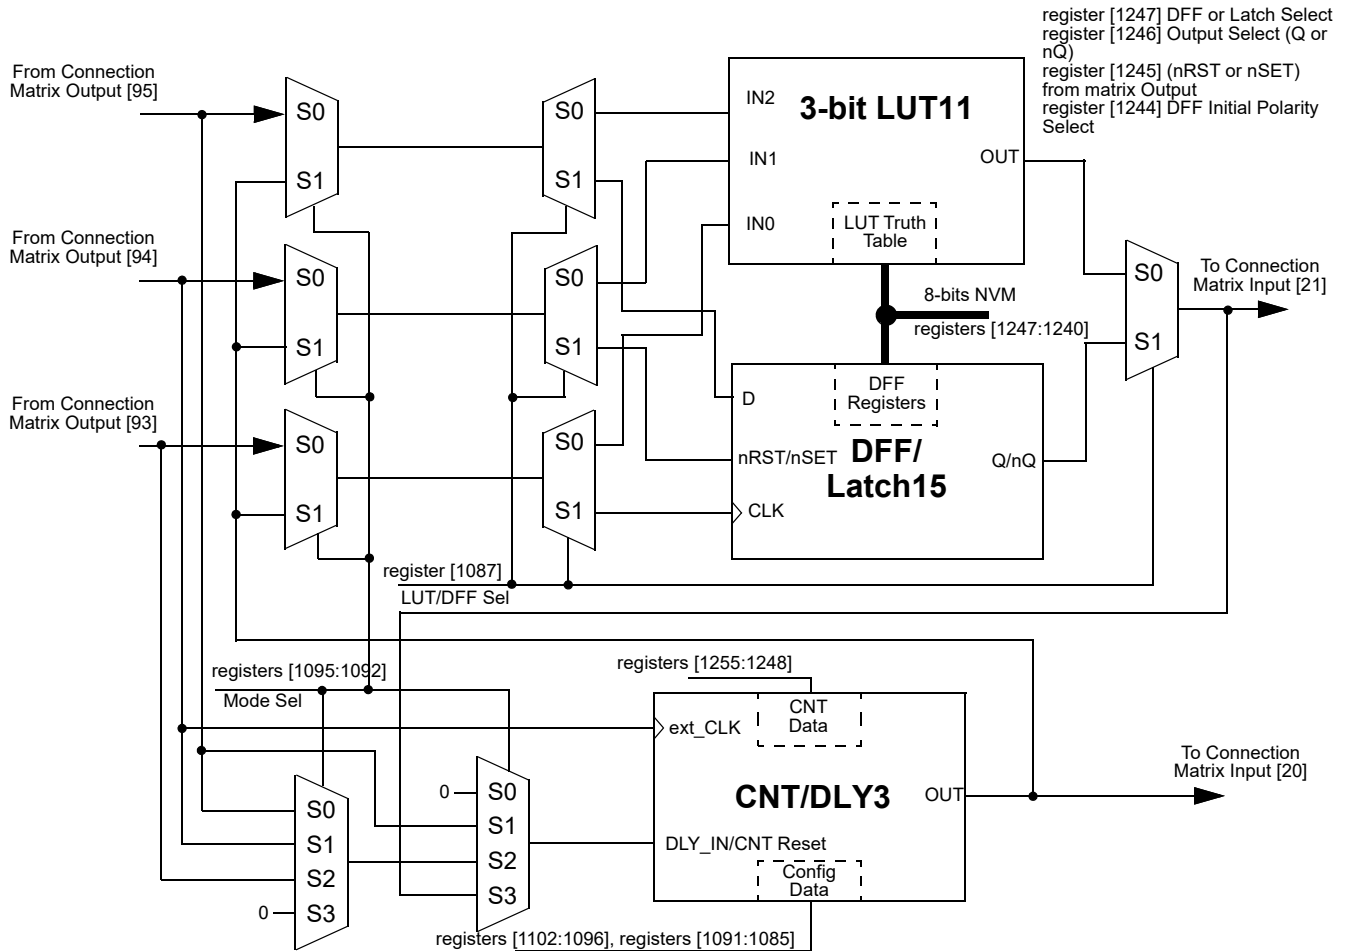 register [1247] DFF or Latch Select
register [1246] Output Select (Q or
nQ)
register [1245] (nRST or nSET)
from matrix Output
register [1244] DFF Initial Polarity
Select
From Connection
Matrix Output [95]
S0
S1
S0
S1
IN2
IN1
IN0
3-bit LUT11
OUT
LUT Truth
Table
From Connection
Matrix Output [94]
S0
S1
S0
S1
8-bits NVM
registers [1247:1240]
S0
S1
To Connection
Matrix Input [21]
From Connection
Matrix Output [93]
S0
S1
S0
S1
D
nRST/nSET
CLK
DFF
Registers
DFF/
Latch15
Q/nQ
register [1087]
LUT/DFF Sel
registers [1095:1092]
Mode Sel
registers [1255:1248]
ext_CLK
CNT
Data
CNT/DLY3
OUT
To Connection
Matrix Input [20]
DLY_IN/CNT Reset
Config
Data
0
S0
S1
S2
S3
S0
S1
S2
S3
0
registers [1102:1096], registers [1091:1085]